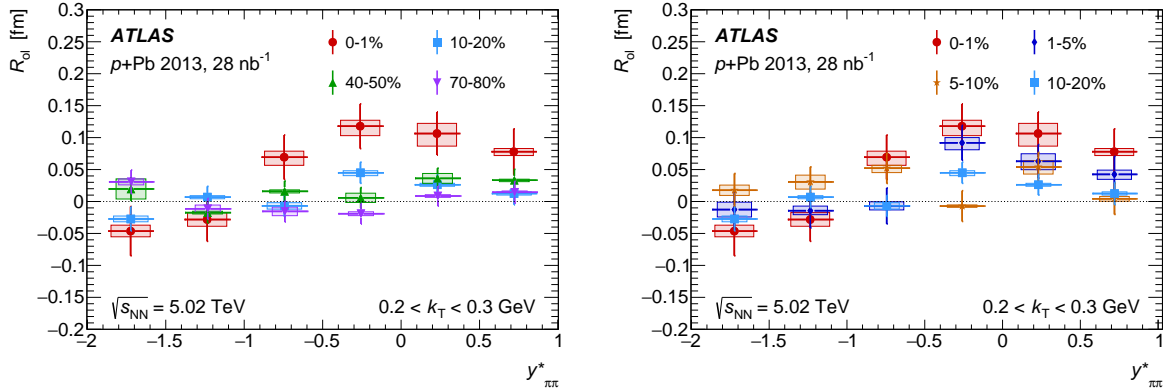 R_ol [fm]
0.3
0.25
0.2
0.15
0.1
0.05
0
−0.05
−0.1
−0.15
−0.2
ATLAS
p+Pb 2013, 28 nb⁻¹
0-1%
10-20%
40-50%
70-80%
√s_NN = 5.02 TeV
0.2 < k_T < 0.3 GeV
−2 −1.5 −1 −0.5 0 0.5 1
y*_ππ
R_ol [fm]
0.3
0.25
0.2
0.15
0.1
0.05
0
−0.05
−0.1
−0.15
−0.2
ATLAS
p+Pb 2013, 28 nb⁻¹
0-1%
1-5%
5-10%
10-20%
√s_NN = 5.02 TeV
0.2 < k_T < 0.3 GeV
−2 −1.5 −1 −0.5 0 0.5 1
y*_ππ